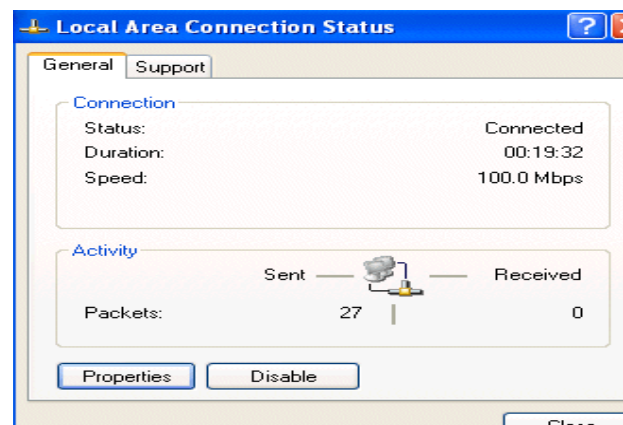 Local Area Connection Status
General Support
Connection
Status: Connected
Duration: 00:19:32
Speed: 100.0 Mbps
Activity
Sent Received
Packets: 27 0
Properties Disable
Close